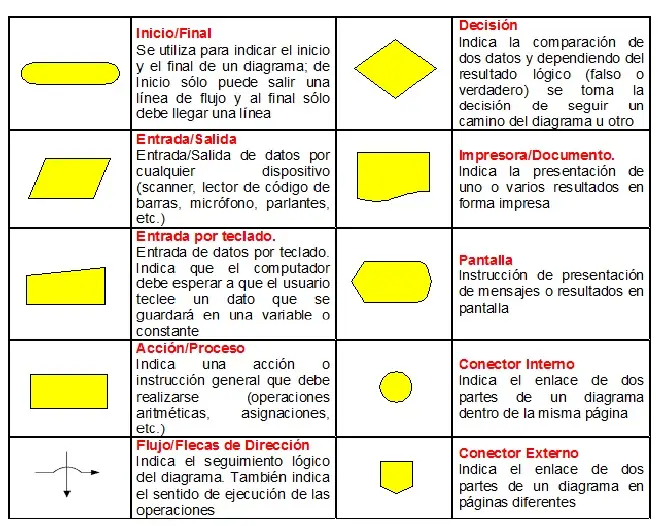 Inicio/Final
Se utiliza para indicar el inicio
y el final de un diagrama; de
Inicio sólo puede salir una
línea de flujo y al final sólo
debe llegar una línea
Decisión
Indica la comparación de
dos datos y dependiendo del
resultado lógico (falso o
verdadero) se toma la
decisión de seguir un
camino del diagrama u otro
Entrada/Salida
Entrada/Salida de datos por
cualquier dispositivo
(scanner, lector de código de
barras, micrófono, parlantes,
etc.)
Impresora/Documento.
Indica la presentación de
uno o varios resultados en
forma impresa
Entrada por teclado.
Entrada de datos por teclado.
Indica que el computador
debe esperar a que el usuario
teclee un dato que se
guardará en una variable o
constante
Pantalla
Instrucción de presentación
de mensajes o resultados en
pantalla
Acción/Proceso
Indica una acción o
instrucción general que debe
realizarse (operaciones
aritméticas, asignaciones,
etc.)
Conector Interno
Indica el enlace de dos
partes de un diagrama
dentro de la misma página
Flujo/Flecas de Dirección
Indica el seguimiento lógico
del diagrama. También indica
el sentido de ejecución de las
operaciones
Conector Externo
Indica el enlace de dos
partes de un diagrama en
páginas diferentes